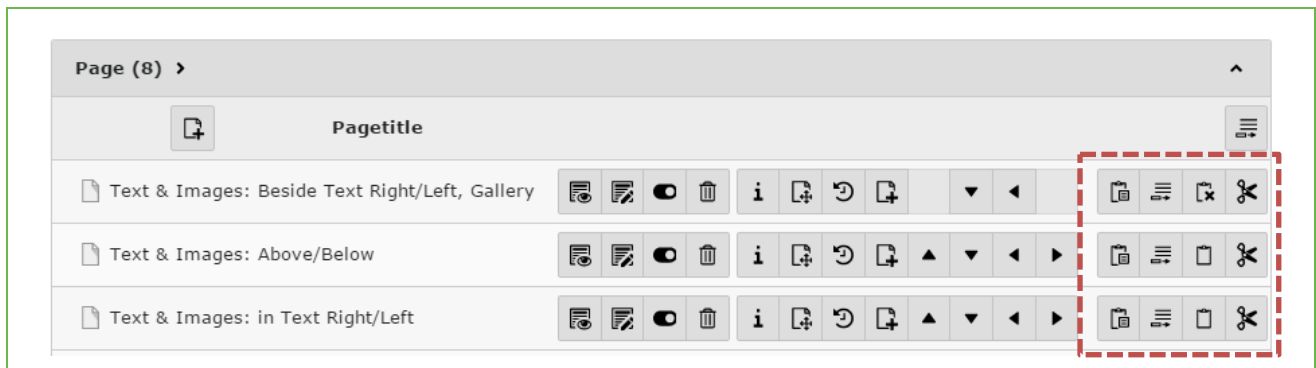 Page (8)
Pagetitle
Text & Images: Beside Text Right/Left, Gallery
Text & Images: Above/Below
Text & Images: in Text Right/Left